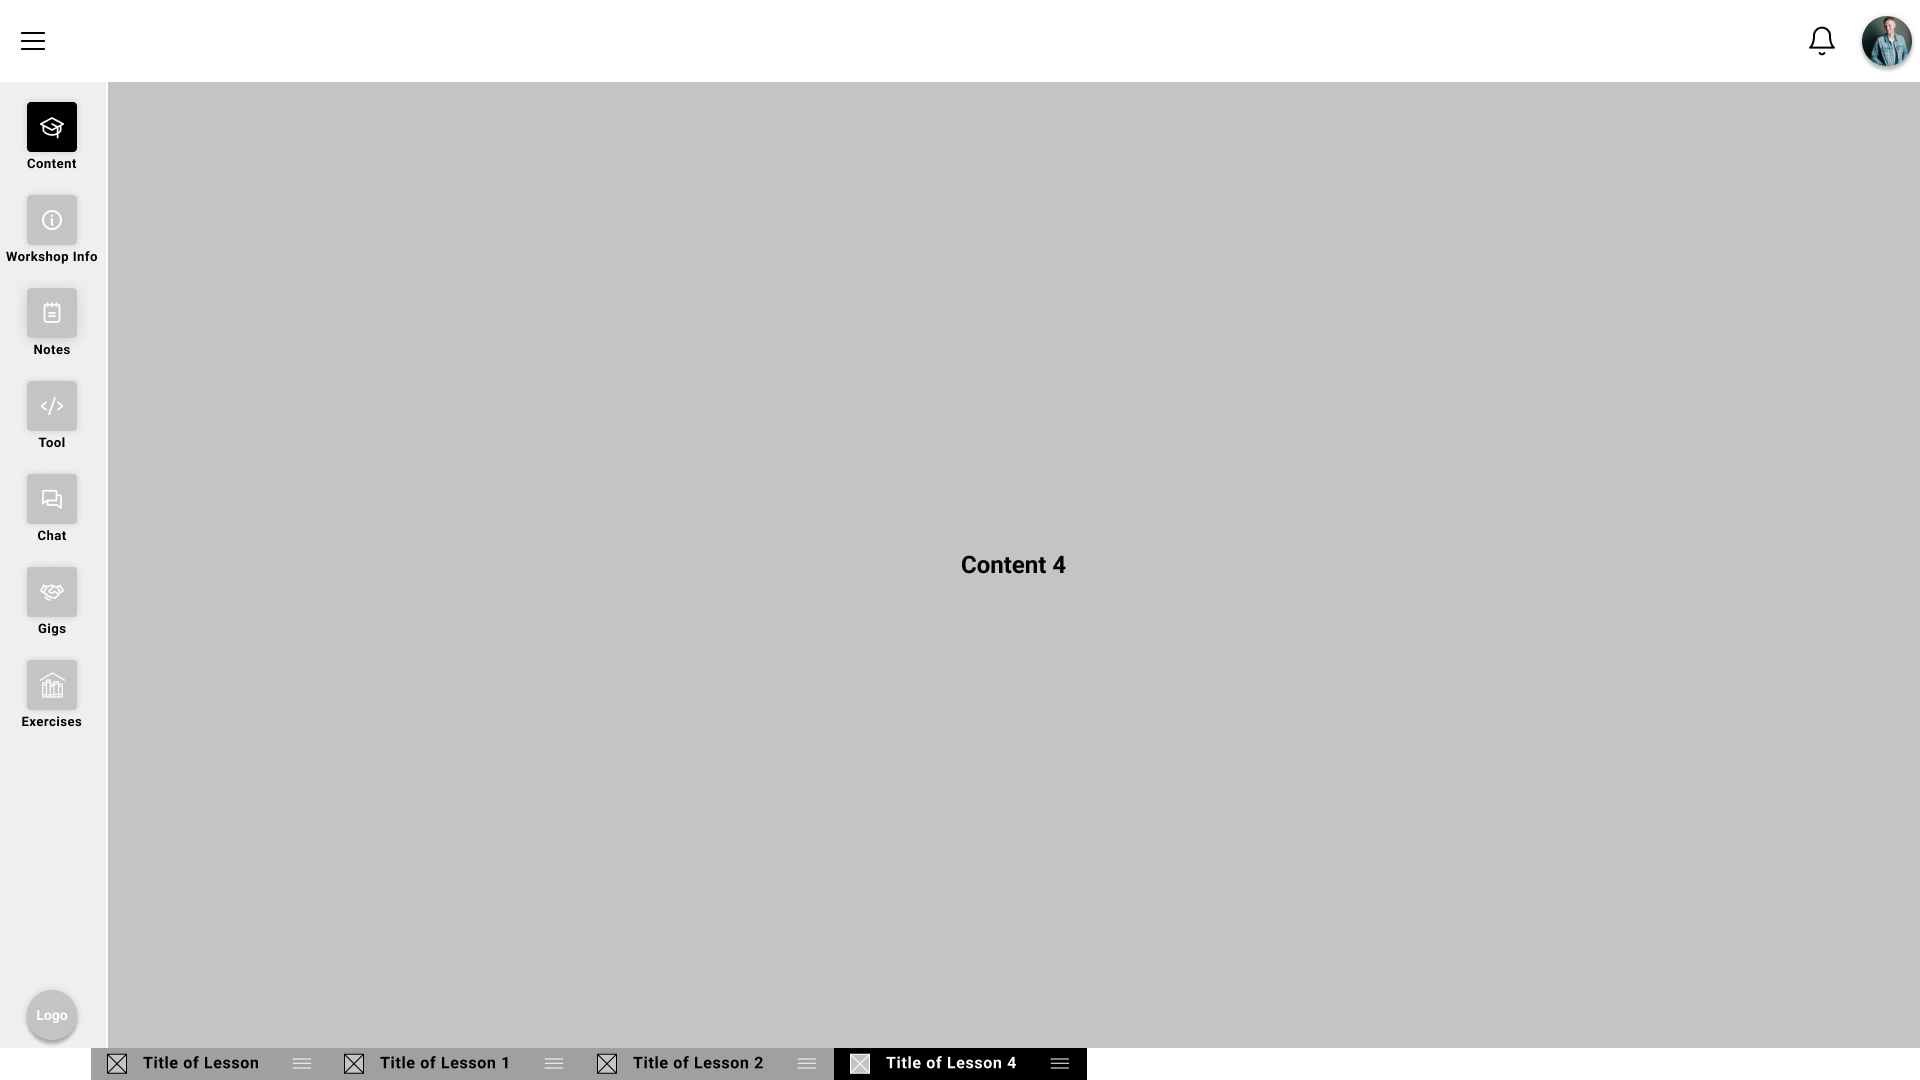 Content
Workshop Info
Notes
Tool
Chat
Gigs
Exercises
Content 4
Logo
Title of Lesson
Title of Lesson 1
Title of Lesson 2
Title of Lesson 4